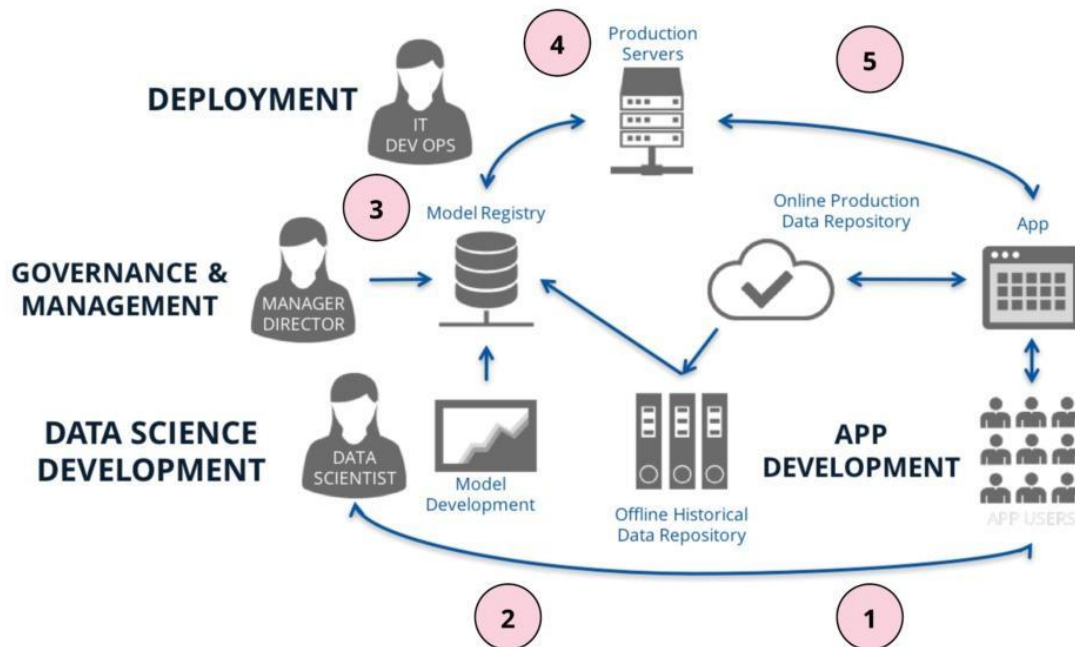 4
Production
Servers
5
DEPLOYMENT
IT
DEV OPS
3
Model Registry
Online Production
Data Repository
App
GOVERNANCE &
MANAGEMENT
MANAGER
DIRECTOR
DATA SCIENCE
DEVELOPMENT
DATA
SCIENTIST
Model
Development
Offline Historical
Data Repository
APP
DEVELOPMENT
APP USERS
2
1